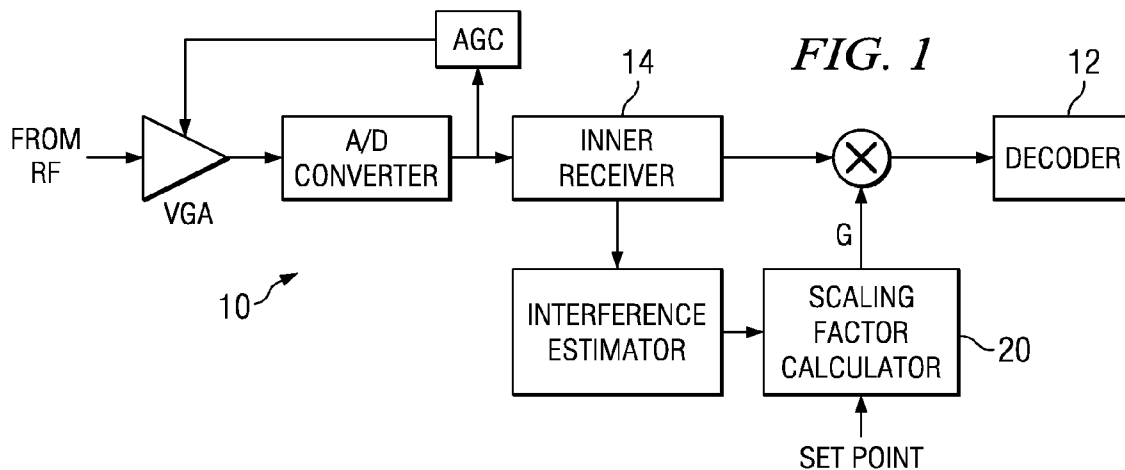 AGC
FIG. 1
14
12
FROM
RF
VGA
A/D
CONVERTER
INNER
RECEIVER
DECODER
G
10
INTERFERENCE
ESTIMATOR
SCALING
FACTOR
CALCULATOR
20
SET POINT